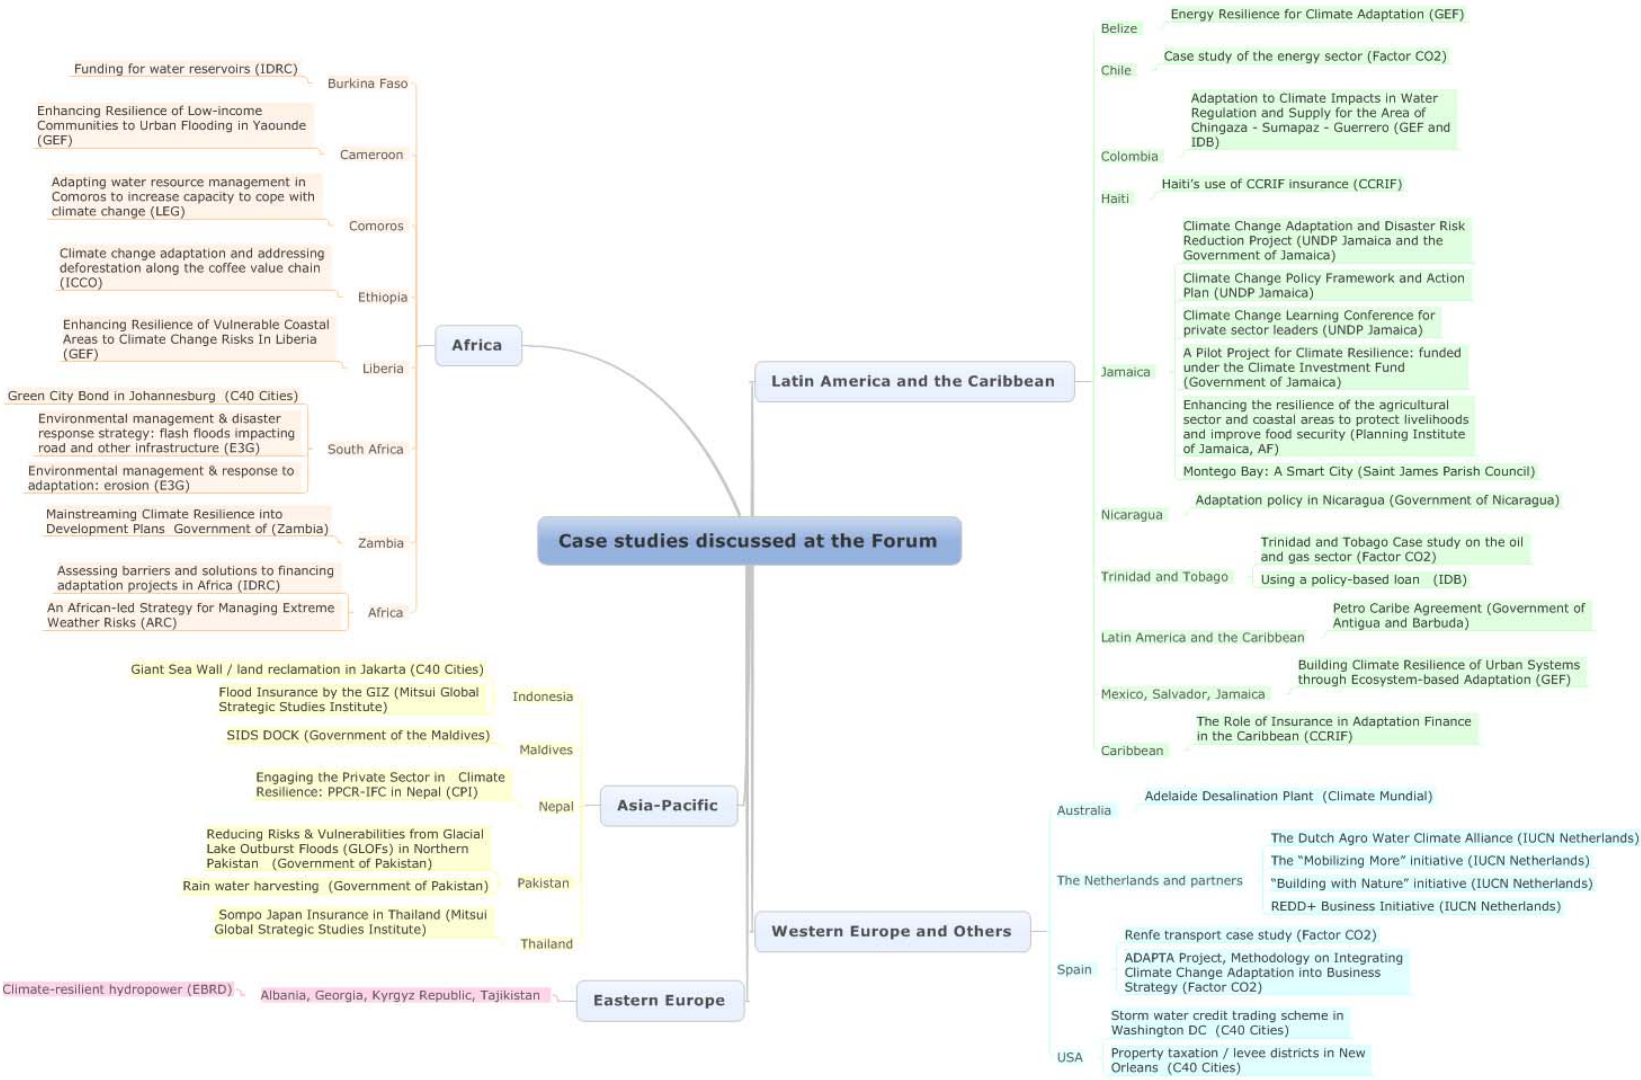 Case studies discussed at the Forum
Africa
Burkina Faso
Funding for water reservoirs (IDRC)
Cameroon
Enhancing Resilience of Low-income
Communities to Urban Flooding in Yaounde
(GEF)
Comoros
Adapting water resource management in
Comoros to increase capacity to cope with
climate change (LEG)
Ethiopia
Climate change adaptation and addressing
deforestation along the coffee value chain
(ICCO)
Liberia
Enhancing Resilience of Vulnerable Coastal
Areas to Climate Change Risks In Liberia
(GEF)
South Africa
Green City Bond in Johannesburg (C40 Cities)
Environmental management & disaster
response strategy: flash floods impacting
road and other infrastructure (E3G)
Environmental management & response to
adaptation: erosion (E3G)
Zambia
Mainstreaming Climate Resilience into
Development Plans Government of (Zambia)
Africa
Assessing barriers and solutions to financing
adaptation projects in Africa (IDRC)
An African-led Strategy for Managing Extreme
Weather Risks (ARC)
Asia-Pacific
Indonesia
Giant Sea Wall / land reclamation in Jakarta (C40 Cities)
Flood Insurance by the GIZ (Mitsui Global
Strategic Studies Institute)
Maldives
SIDS DOCK (Government of the Maldives)
Nepal
Engaging the Private Sector in Climate
Resilience: PPCR-IFC in Nepal (CPI)
Pakistan
Reducing Risks & Vulnerabilities from Glacial
Lake Outburst Floods (GLOFs) in Northern
Pakistan (Government of Pakistan)
Rain water harvesting (Government of Pakistan)
Thailand
Sompo Japan Insurance in Thailand (Mitsui
Global Strategic Studies Institute)
Eastern Europe
Albania, Georgia, Kyrgyz Republic, Tajikistan
Climate-resilient hydropower (EBRD)
Latin America and the Caribbean
Belize
Energy Resilience for Climate Adaptation (GEF)
Chile
Case study of the energy sector (Factor CO2)
Colombia
Adaptation to Climate Impacts in Water
Regulation and Supply for the Area of
Chingaza - Sumapaz - Guerrero (GEF and
IDB)
Haiti
Haiti’s use of CCRIF insurance (CCRIF)
Jamaica
Climate Change Adaptation and Disaster Risk
Reduction Project (UNDP Jamaica and the
Government of Jamaica)
Climate Change Policy Framework and Action
Plan (UNDP Jamaica)
Climate Change Learning Conference for
private sector leaders (UNDP Jamaica)
A Pilot Project for Climate Resilience: funded
under the Climate Investment Fund
(Government of Jamaica)
Enhancing the resilience of the agricultural
sector and coastal areas to protect livelihoods
and improve food security (Planning Institute
of Jamaica, AF)
Montego Bay: A Smart City (Saint James Parish Council)
Nicaragua
Adaptation policy in Nicaragua (Government of Nicaragua)
Trinidad and Tobago
Trinidad and Tobago Case study on the oil
and gas sector (Factor CO2)
Using a policy-based loan (IDB)
Latin America and the Caribbean
Petro Caribe Agreement (Government of
Antigua and Barbuda)
Mexico, Salvador, Jamaica
Building Climate Resilience of Urban Systems
through Ecosystem-based Adaptation (GEF)
Caribbean
The Role of Insurance in Adaptation Finance
in the Caribbean (CCRIF)
Western Europe and Others
Australia
Adelaide Desalination Plant (Climate Mundial)
The Netherlands and partners
The Dutch Agro Water Climate Alliance (IUCN Netherlands)
The “Mobilizing More” initiative (IUCN Netherlands)
“Building with Nature” initiative (IUCN Netherlands)
REDD+ Business Initiative (IUCN Netherlands)
Spain
Renfe transport case study (Factor CO2)
ADAPTA Project, Methodology on Integrating
Climate Change Adaptation into Business
Strategy (Factor CO2)
USA
Storm water credit trading scheme in
Washington DC (C40 Cities)
Property taxation / levee districts in New
Orleans (C40 Cities)